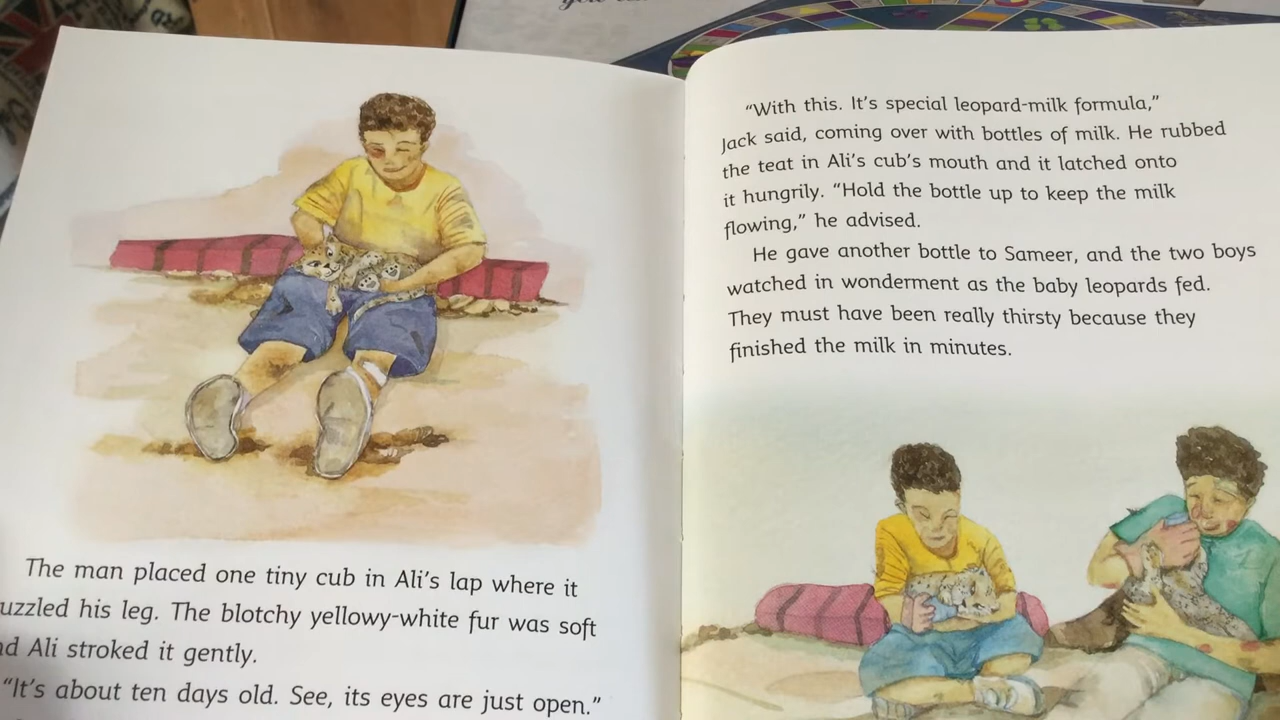 The man placed one tiny cub in Ali's lap where it
uzzled his leg. The blotchy yellowy-white fur was soft
nd Ali stroked it gently.
"It's about ten days old. See, its eyes are just open."
"With this. It's special leopard-milk formula,"
Jack said, coming over with bottles of milk. He rubbed
the teat in Ali's cub's mouth and it latched onto
it hungrily. "Hold the bottle up to keep the milk
flowing," he advised.
He gave another bottle to Sameer, and the two boys
watched in wonderment as the baby leopards fed.
They must have been really thirsty because they
finished the milk in minutes.